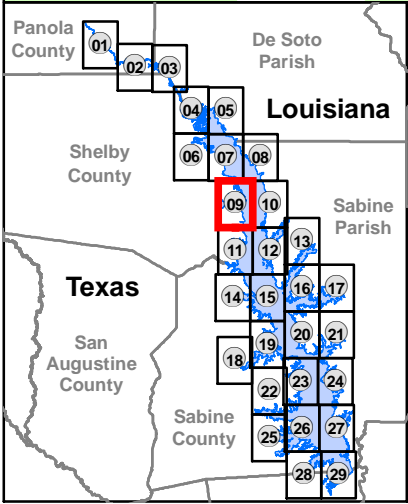 Panola
County
01
02
03
De Soto
Parish
04
05
Louisiana
06
07
08
Shelby
County
09
10
Sabine
Parish
11
12
13
Texas
14
15
16
17
San
Augustine
County
18
19
20
21
22
23
24
Sabine
County
25
26
27
28
29